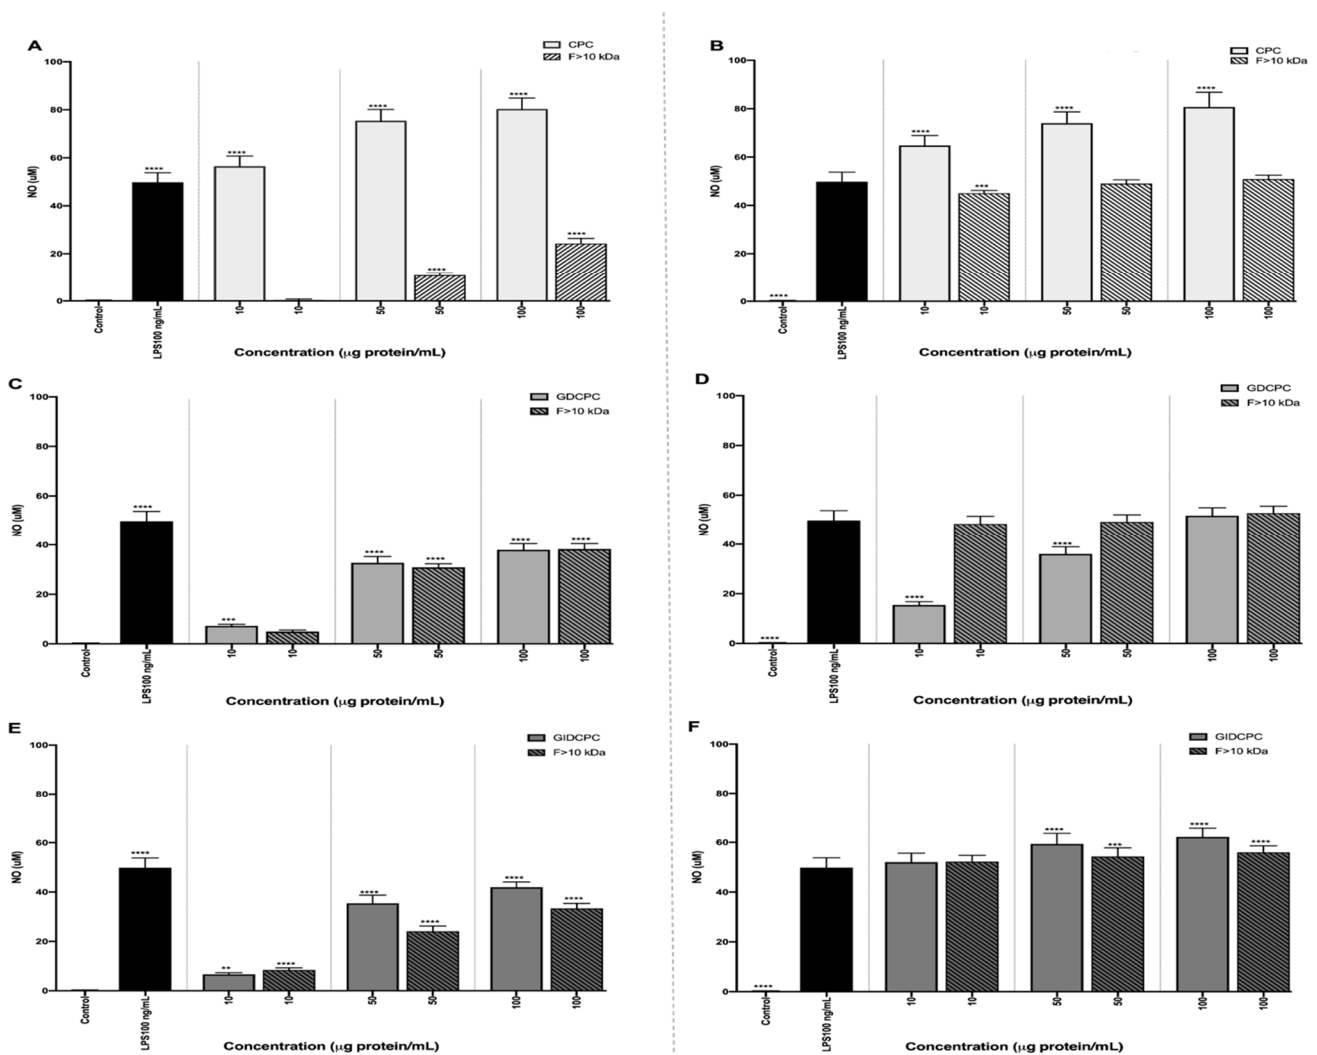 A
CPC
F>10 kDa
100
80
60
40
20
0
NO (uM)
****
****
****
****
****
****
Control
LPS100 ng/mL
10
10
50
50
100
100
Concentration (μg protein/mL)
B
CPC
F>10 kDa
100
80
60
40
20
0
NO (uM)
****
****
***
****
****
Control
LPS100 ng/mL
10
10
50
50
100
100
Concentration (μg protein/mL)
C
GDCPC
F>10 kDa
100
80
60
40
20
0
NO (uM)
****
***
****
****
****
****
Control
LPS100 ng/mL
10
10
50
50
100
100
Concentration (μg protein/mL)
D
GDCPC
F>10 kDa
100
80
60
40
20
0
NO (uM)
****
****
****
Control
LPS100 ng/mL
10
10
50
50
100
100
Concentration (μg protein/mL)
E
GIDCPC
F>10 kDa
100
80
60
40
20
0
NO (uM)
****
**
****
****
****
****
****
Control
LPS100 ng/mL
10
10
50
50
100
100
Concentration (μg protein/mL)
F
GIDCPC
F>10 kDa
100
80
60
40
20
0
NO (uM)
****
****
***
****
****
Control
LPS100 ng/mL
10
10
50
50
100
100
Concentration (μg protein/mL)